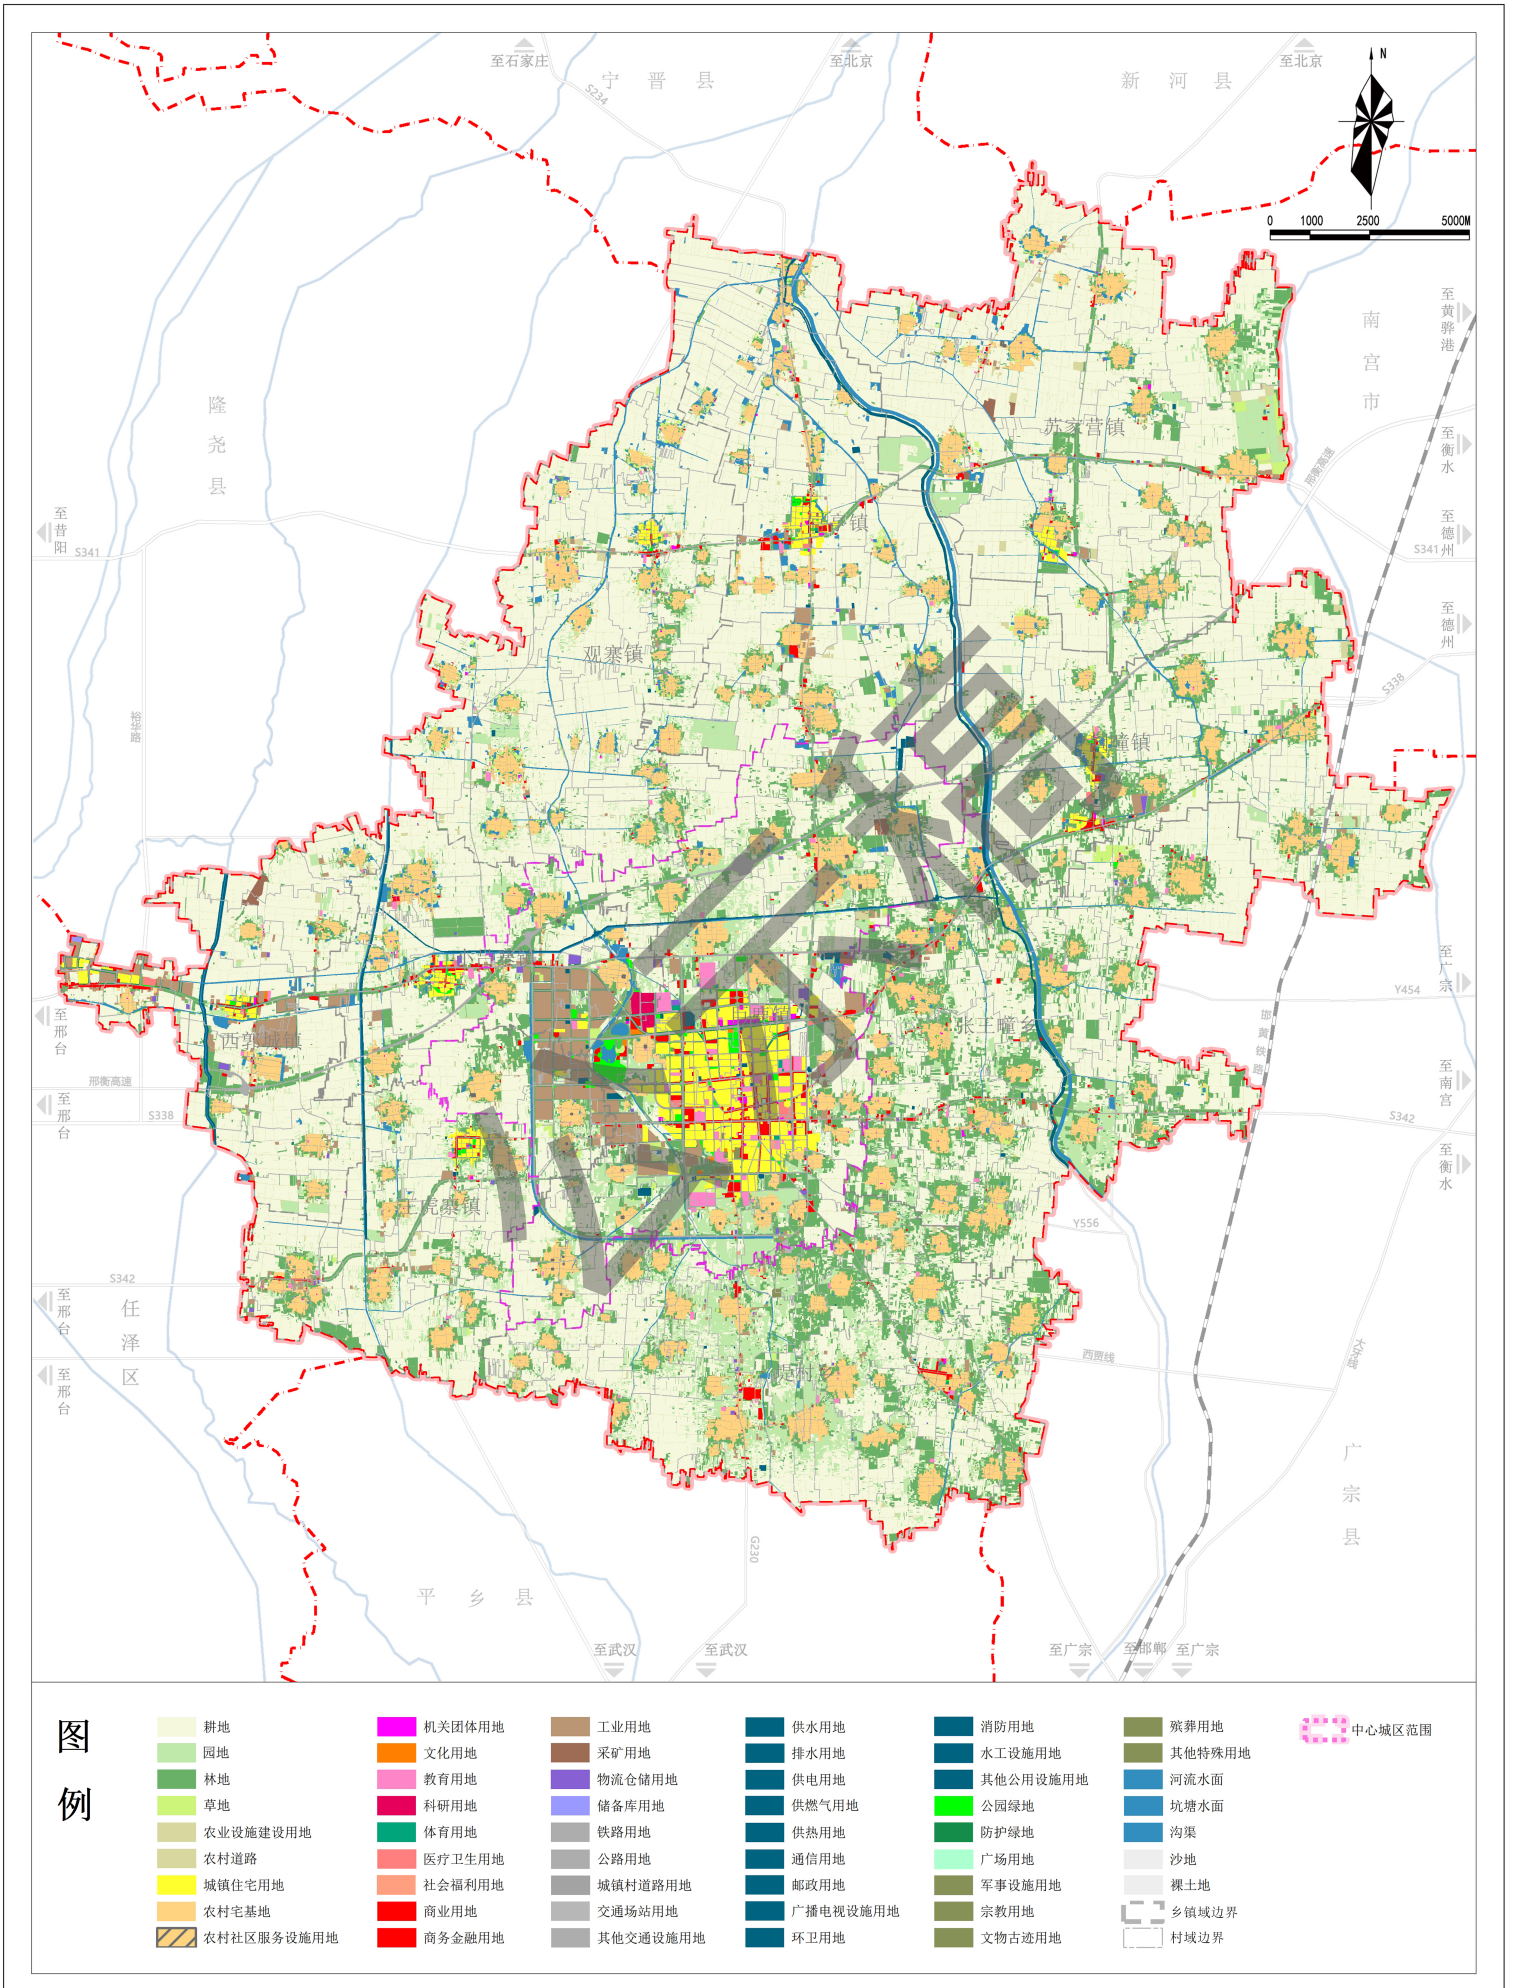 至石家庄
至北京
至北京
宁晋县
新河县
S234
N
0 1000 2500 5000M
至黄骅港
南宫市
隆尧县
苏家营镇
至衡水
邢衡高速
至昔阳
S341
至德州
S341
观寨镇
至德州
S338
裕华路
公示稿
张王疃乡
至广宗
Y454
至邢台
西郭城镇
邯黄铁路
邢衡高速
至邢台
S338
至南宫
S342
至衡水
王虎寨镇
Y556
S342
至邢台
任泽区
西贾线
至邢台
堤村乡
广宗县
G230
平乡县
至武汉
至武汉
至广宗
至邯郸
至广宗
图例
耕地
园地
林地
草地
农业设施建设用地
农村道路
城镇住宅用地
农村宅基地
农村社区服务设施用地
机关团体用地
文化用地
教育用地
科研用地
体育用地
医疗卫生用地
社会福利用地
商业用地
商务金融用地
工业用地
采矿用地
物流仓储用地
储备库用地
铁路用地
公路用地
城镇村道路用地
交通场站用地
其他交通设施用地
供水用地
排水用地
供电用地
供燃气用地
供热用地
通信用地
邮政用地
广播电视设施用地
环卫用地
消防用地
水工设施用地
其他公用设施用地
公园绿地
防护绿地
广场用地
军事设施用地
宗教用地
文物古迹用地
殡葬用地
其他特殊用地
河流水面
坑塘水面
沟渠
沙地
裸土地
乡镇域边界
村域边界
中心城区范围